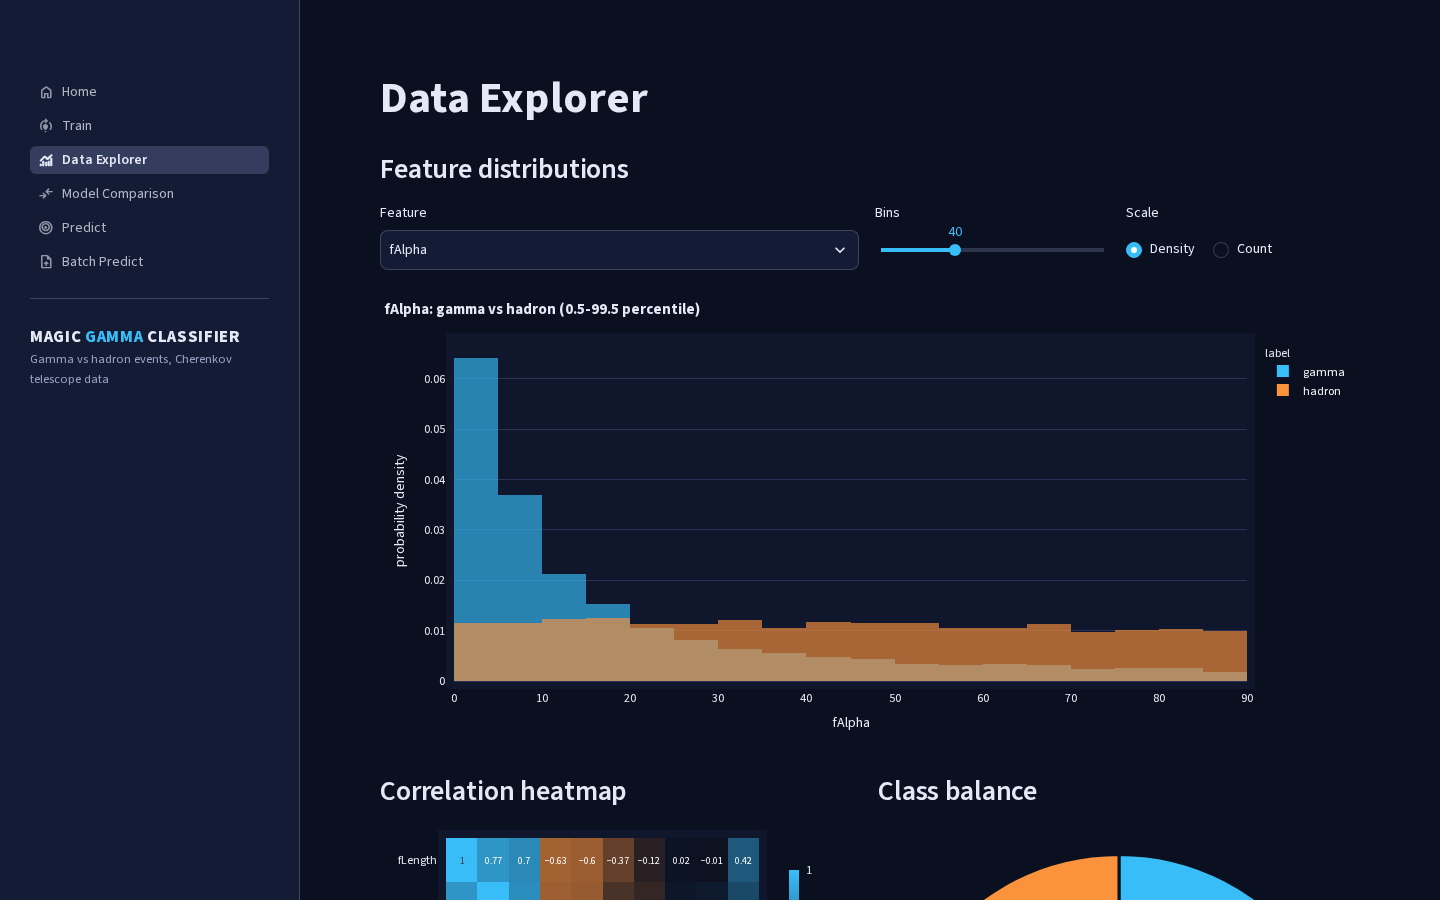 Home
Train
Data Explorer
Model Comparison
Predict
Batch Predict
MAGIC GAMMA CLASSIFIER
Gamma vs hadron events, Cherenkov
telescope data
Data Explorer
Feature distributions
Feature
Bins
Scale
40
fAlpha
Density
Count
fAlpha: gamma vs hadron (0.5-99.5 percentile)
label
gamma
hadron
probability density
0.06
0.05
0.04
0.03
0.02
0.01
0
0 10 20 30 40 50 60 70 80 90
fAlpha
Correlation heatmap
Class balance
fLength 1 0.77 0.7 −0.63 −0.6 −0.37 −0.12 0.02 −0.01 0.42
1